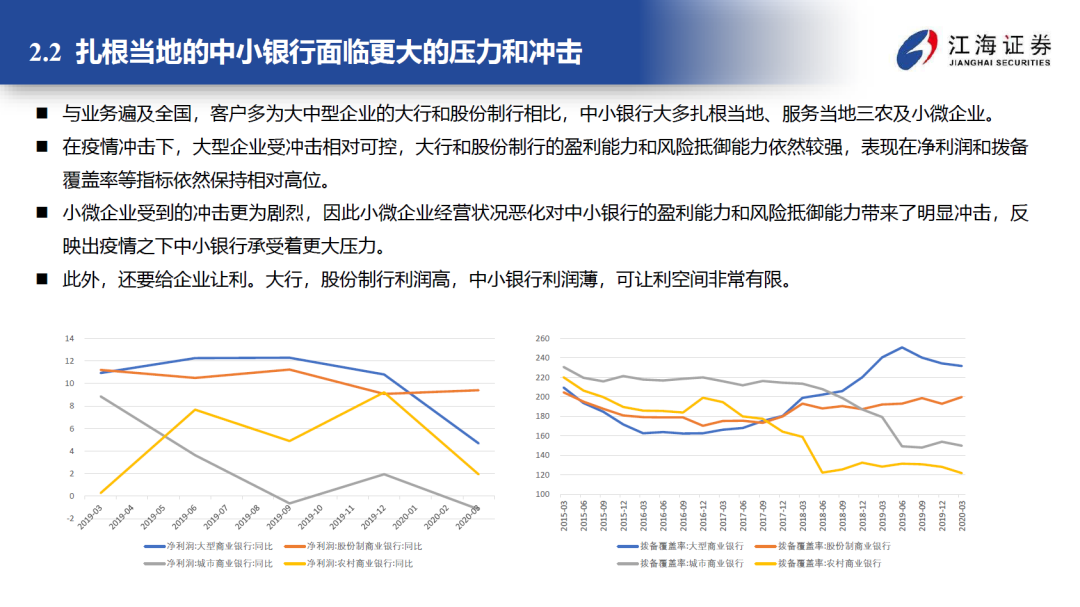 2.2 扎根当地的中小银行面临更大的压力和冲击
江海证券
JIANGHAI SECURITIES
■ 与业务遍及全国，客户多为大中型企业的大行和股份制行相比，中小银行大多扎根当地、服务当地三农及小微企业。
■ 在疫情冲击下，大型企业受冲击相对可控，大行和股份制行的盈利能力和风险抵御能力依然较强，表现在净利润和拨备
覆盖率等指标依然保持相对高位。
■ 小微企业受到的冲击更为剧烈，因此小微企业经营状况恶化对中小银行的盈利能力和风险抵御能力带来了明显冲击，反
映出疫情之下中小银行承受着更大压力。
■ 此外，还要给企业让利。大行，股份制行利润高，中小银行利润薄，可让利空间非常有限。
14
12
10
8
6
4
2
0
-2
2019-03 2019-04 2019-05 2019-06 2019-07 2019-08 2019-09 2019-10 2019-11 2019-12 2020-01 2020-02 2020-03
净利润:大型商业银行:同比 净利润:股份制商业银行:同比
净利润:城市商业银行:同比 净利润:农村商业银行:同比
260
240
220
200
180
160
140
120
100
2015-03 2015-06 2015-09 2015-12 2016-03 2016-06 2016-09 2016-12 2017-03 2017-06 2017-09 2017-12 2018-03 2018-06 2018-09 2018-12 2019-03 2019-06 2019-09 2019-12 2020-03
拨备覆盖率:大型商业银行 拨备覆盖率:股份制商业银行
拨备覆盖率:城市商业银行 拨备覆盖率:农村商业银行